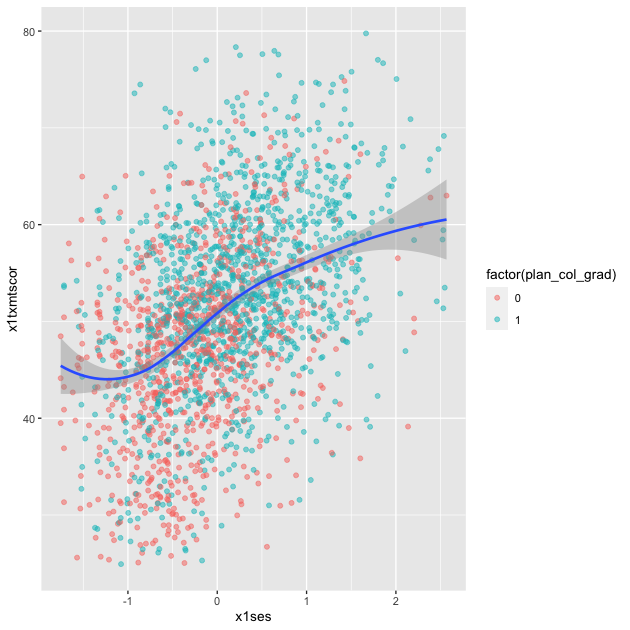 80
60
40
x1txmtscor
-1 0 1 2
x1ses
factor(plan_col_grad)
0
1